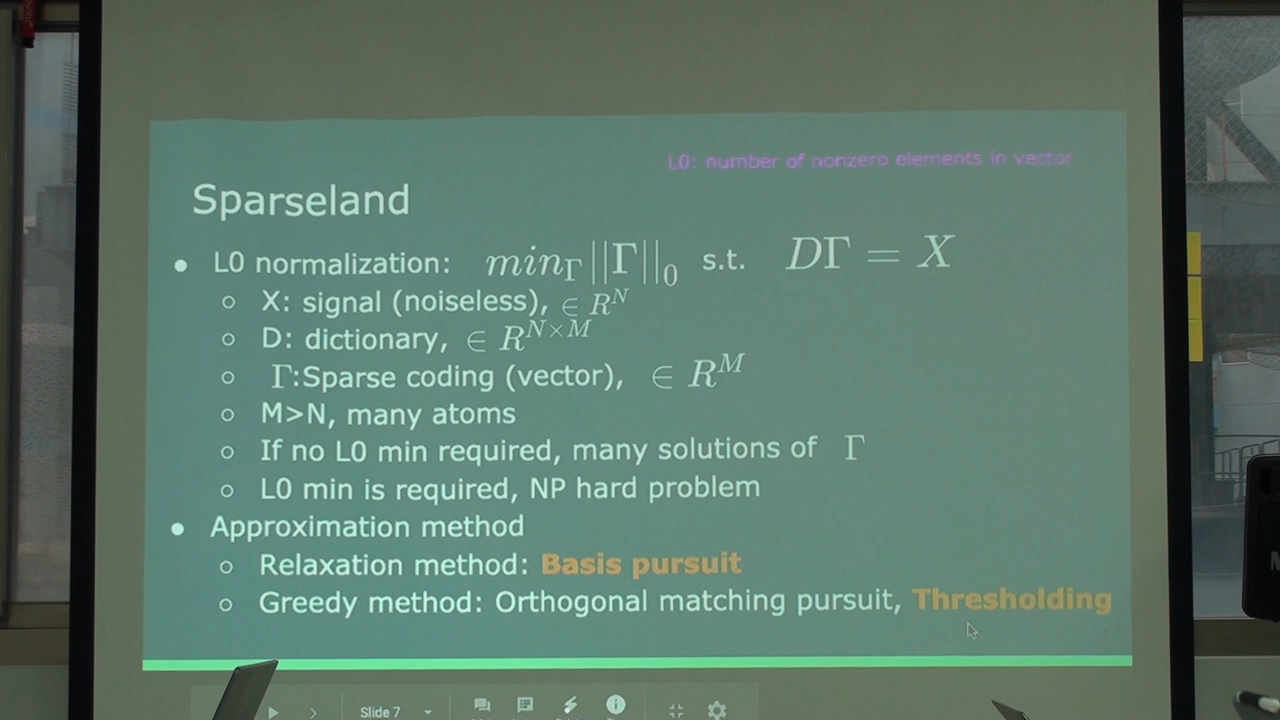 L0: number of nonzero elements in vector
Sparseland
● L0 normalization: min_Γ ||Γ||_0 s.t. DΓ = X
○ X: signal (noiseless), ∈ R^N
○ D: dictionary, ∈ R^{N×M}
○ Γ:Sparse coding (vector), ∈ R^M
○ M>N, many atoms
○ If no L0 min required, many solutions of Γ
○ L0 min is required, NP hard problem
● Approximation method
○ Relaxation method: Basis pursuit
○ Greedy method: Orthogonal matching pursuit, Thresholding
Slide 7